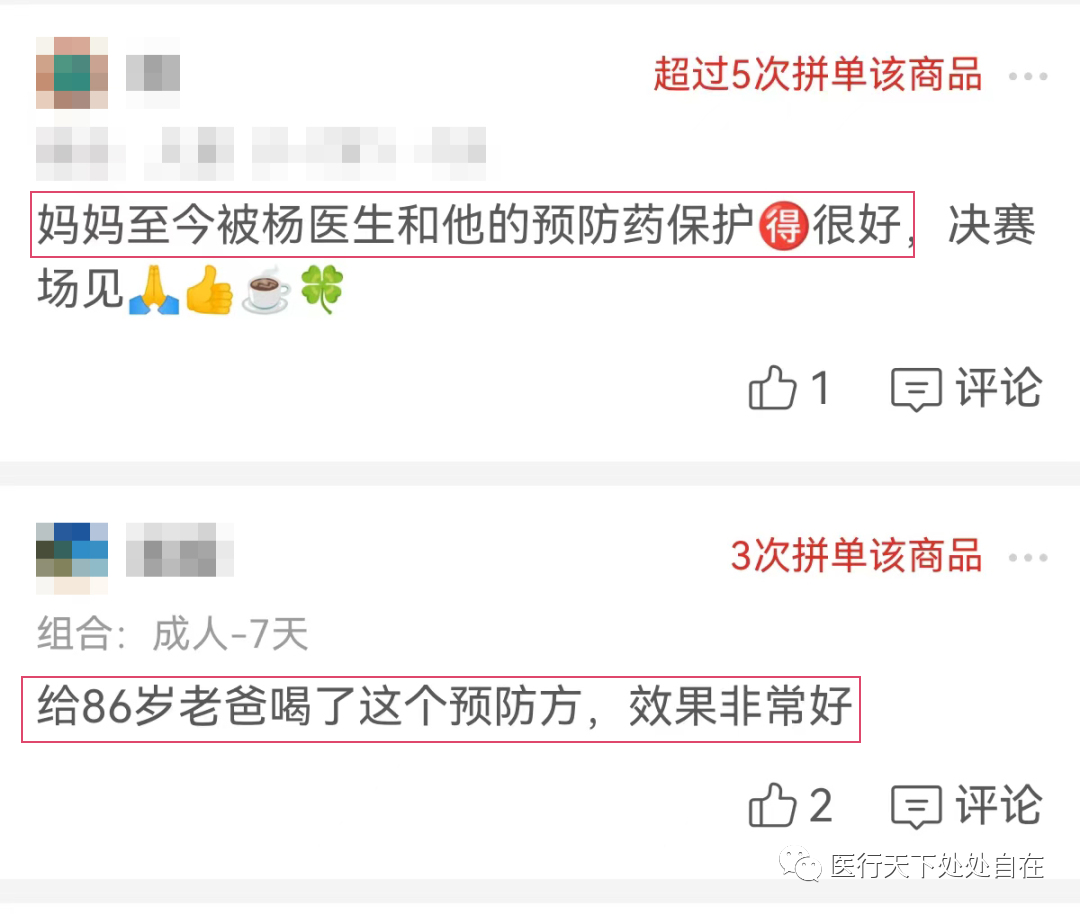 超过5次拼单该商品
妈妈至今被杨医生和他的预防药保护🉐很好，决赛
场见🙏👍☕🍀
1 评论
3次拼单该商品
组合：成人-7天
给86岁老爸喝了这个预防方，效果非常好
2 评论
医行天下处处自在